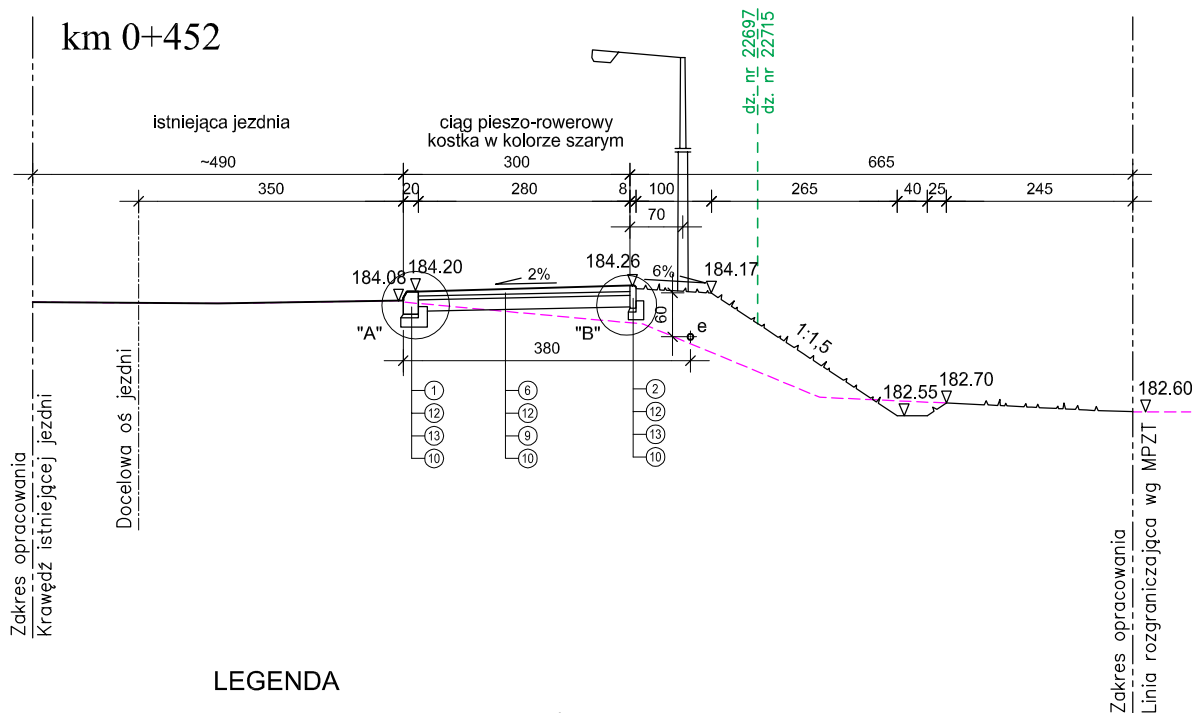 km 0+452
dz. nr 22697
dz. nr 22715
istniejąca jezdnia
ciąg pieszo-rowerowy
kostka w kolorze szarym
~490
300
665
350
20
280
8
100
265
40
25
245
70
184.08
184.20
2%
184.26
6%
184.17
60
"A"
"B"
e
1:1,5
380
182.55
182.70
182.60
1
12
13
10
6
12
9
10
2
12
13
10
Zakres opracowania
Krawędź istniejącej jezdni
Docelowa oś jezdni
Zakres opracowania
Linia rozgraniczająca wg MPZT
LEGENDA